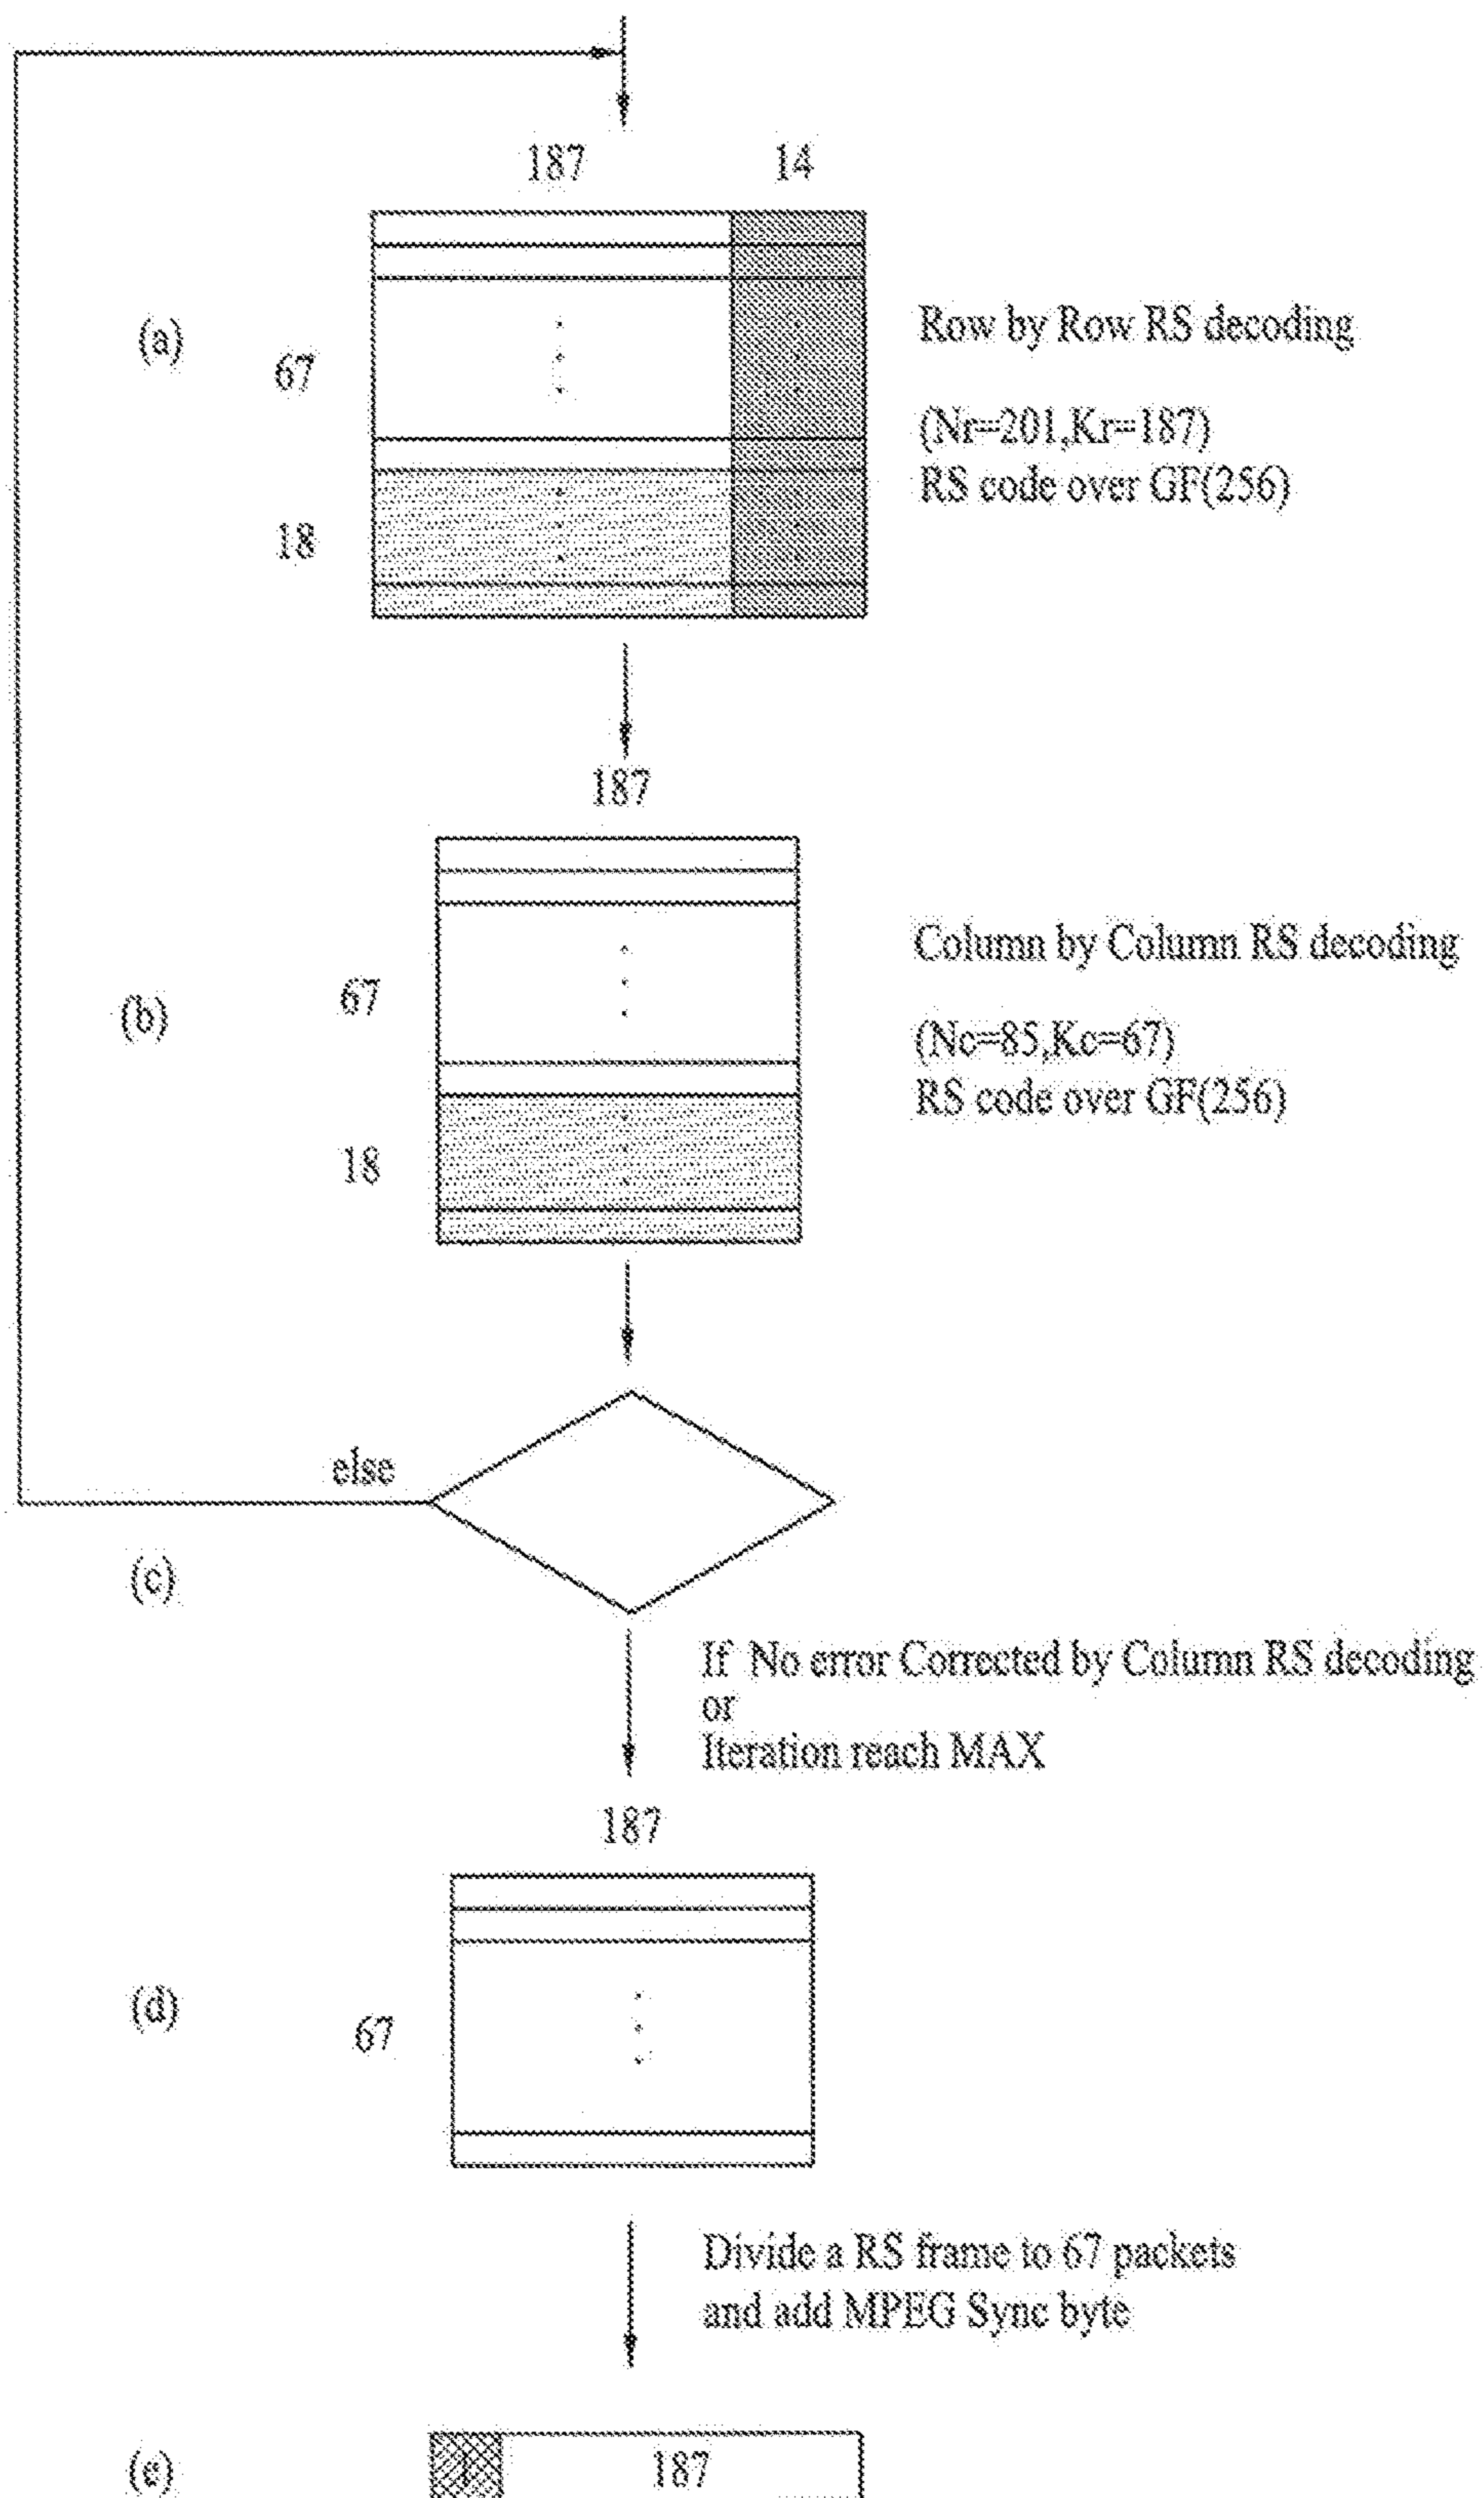 187 14
(a)
67
18
Row by Row RS decoding
(Nr=201,Kr=187)
RS code over GF(256)
187
(b)
67
18
Column by Column RS decoding
(Nc=85,Kc=67)
RS code over GF(256)
else
(c)
If No error Corrected by Column RS decoding
or
Iteration reach MAX
187
(d)
67
Divide a RS frame to 67 packets
and add MPEG Sync byte
(e)
1 187